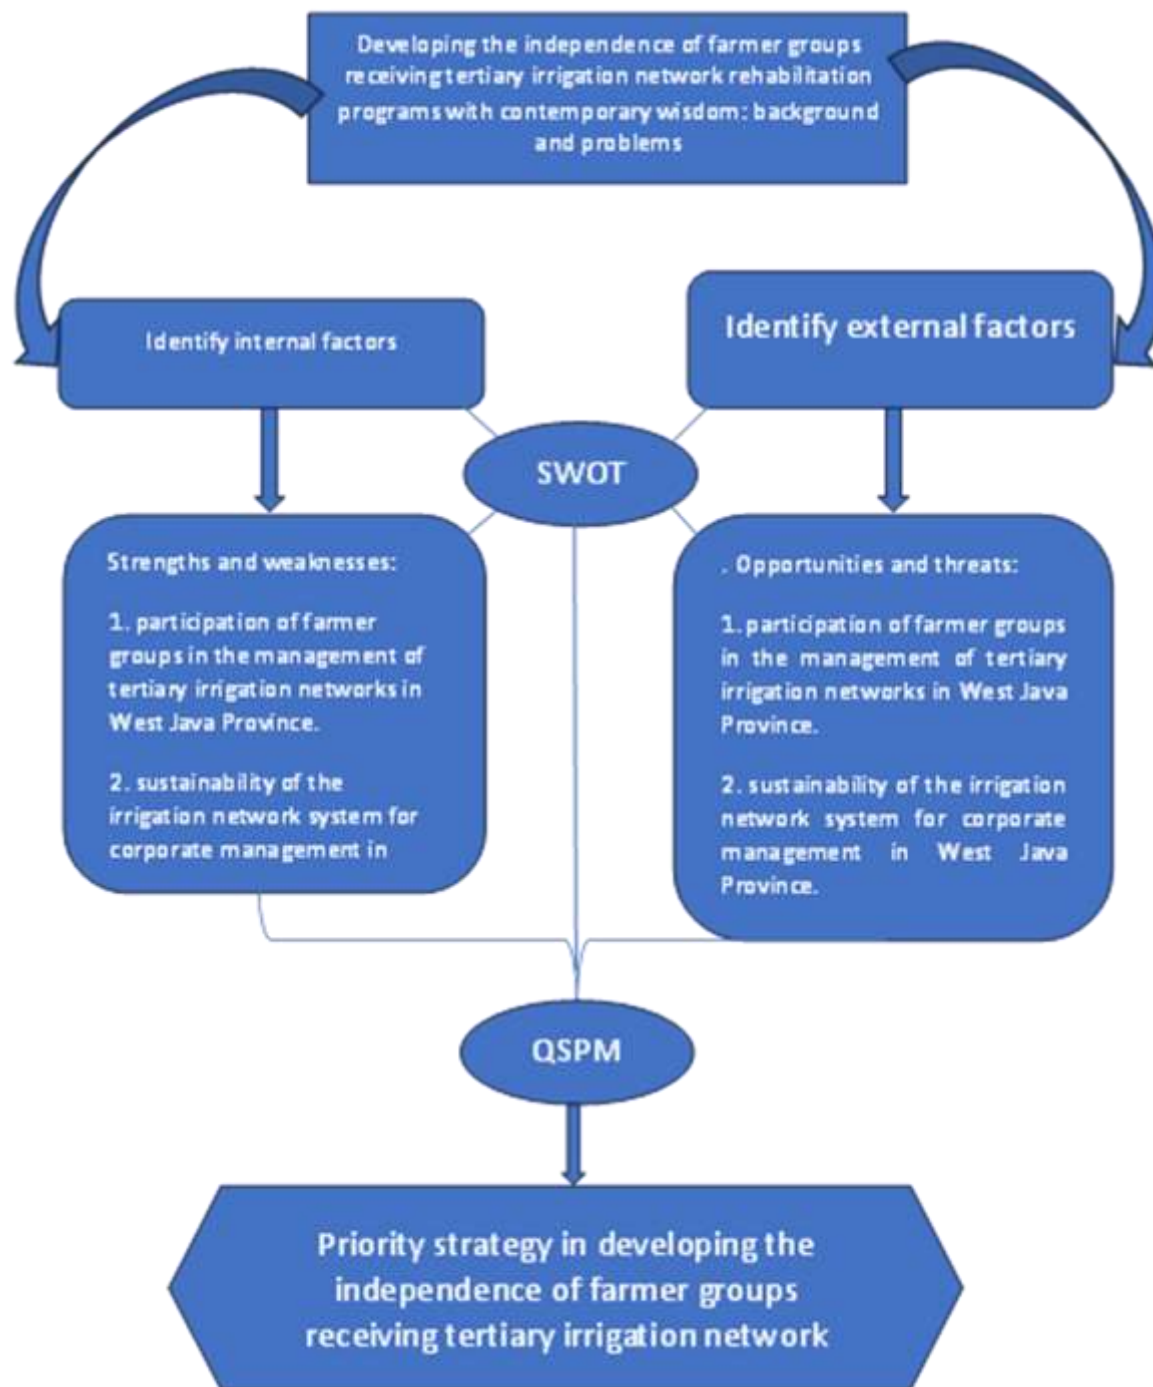 Developing the independence of farmer groups
receiving tertiary irrigation network rehabilitation
programs with contemporary wisdom: background
and problems
Identify internal factors
Identify external factors
SWOT
Strengths and weaknesses:
1. participation of farmer
groups in the management of
tertiary irrigation networks in
West Java Province.
2. sustainability of the
irrigation network system for
corporate management in
. Opportunities and threats:
1. participation of farmer groups
in the management of tertiary
irrigation networks in West Java
Province.
2. sustainability of the irrigation
network system for corporate
management in West Java
Province.
QSPM
Priority strategy in developing the
independence of farmer groups
receiving tertiary irrigation network